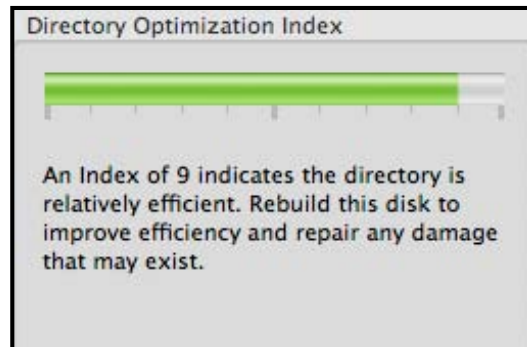 Directory Optimization Index
An Index of 9 indicates the directory is
relatively efficient. Rebuild this disk to
improve efficiency and repair any damage
that may exist.